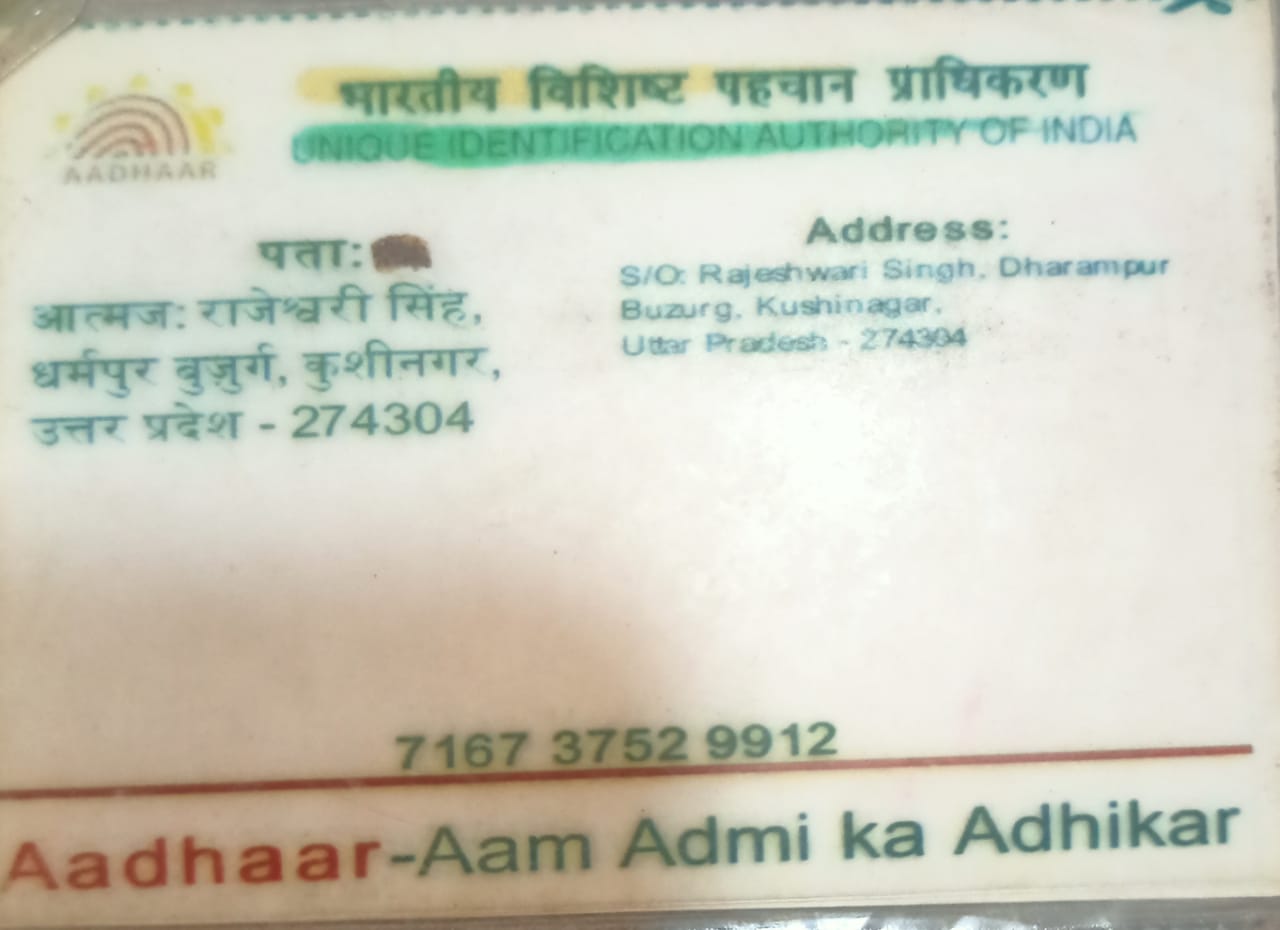 भारतीय विशिष्ट पहचान प्राधिकरण
UNIQUE IDENTIFICATION AUTHORITY OF INDIA
AADHAAR
पता:
आत्मज: राजेश्वरी सिंह,
धर्मपुर बुजुर्ग, कुशीनगर,
उत्तर प्रदेश - 274304
Address:
S/O: Rajeshwari Singh, Dharampur
Buzurg, Kushinagar,
Uttar Pradesh - 274304
7167 3752 9912
Aadhaar-Aam Admi ka Adhikar